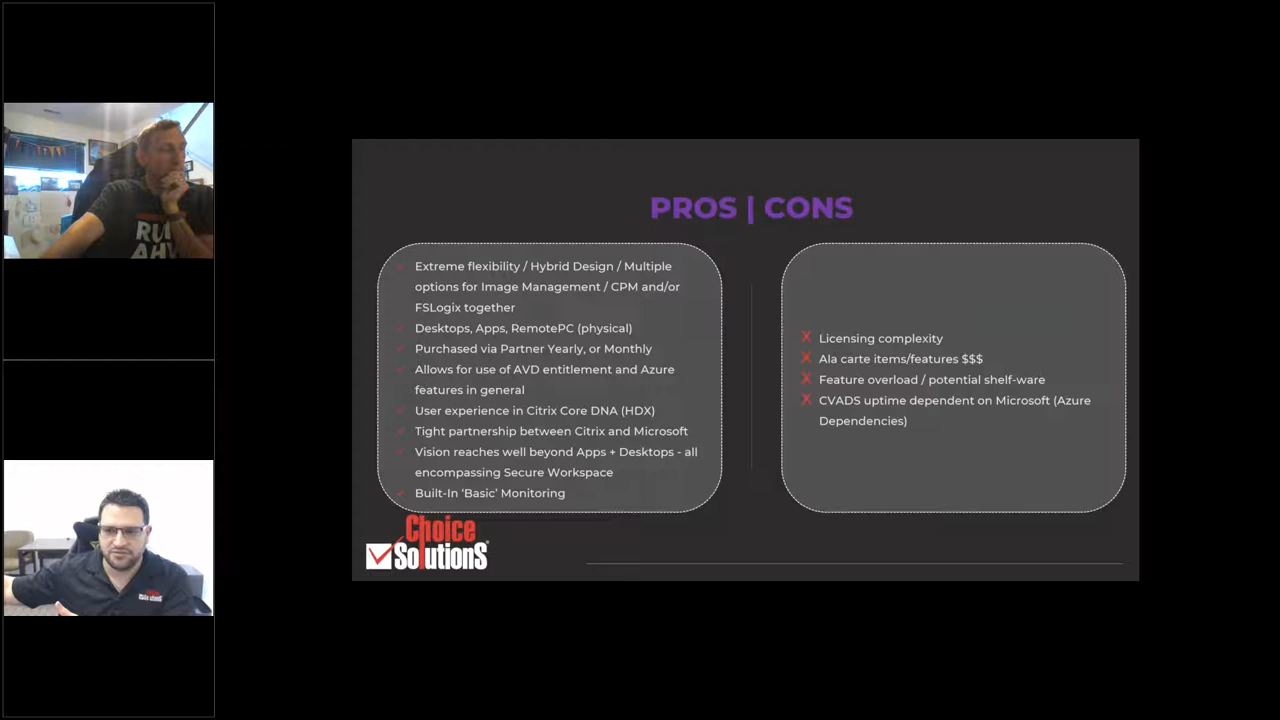 PROS | CONS
Extreme flexibility / Hybrid Design / Multiple
options for Image Management / CPM and/or
FSLogix together
Desktops, Apps, RemotePC (physical)
Purchased via Partner Yearly, or Monthly
Allows for use of AVD entitlement and Azure
features in general
User experience in Citrix Core DNA (HDX)
Tight partnership between Citrix and Microsoft
Vision reaches well beyond Apps + Desktops - all
encompassing Secure Workspace
Built-In ‘Basic’ Monitoring
Licensing complexity
Ala carte items/features $$$
Feature overload / potential shelf-ware
CVADS uptime dependent on Microsoft (Azure
Dependencies)
Choice
Solutions